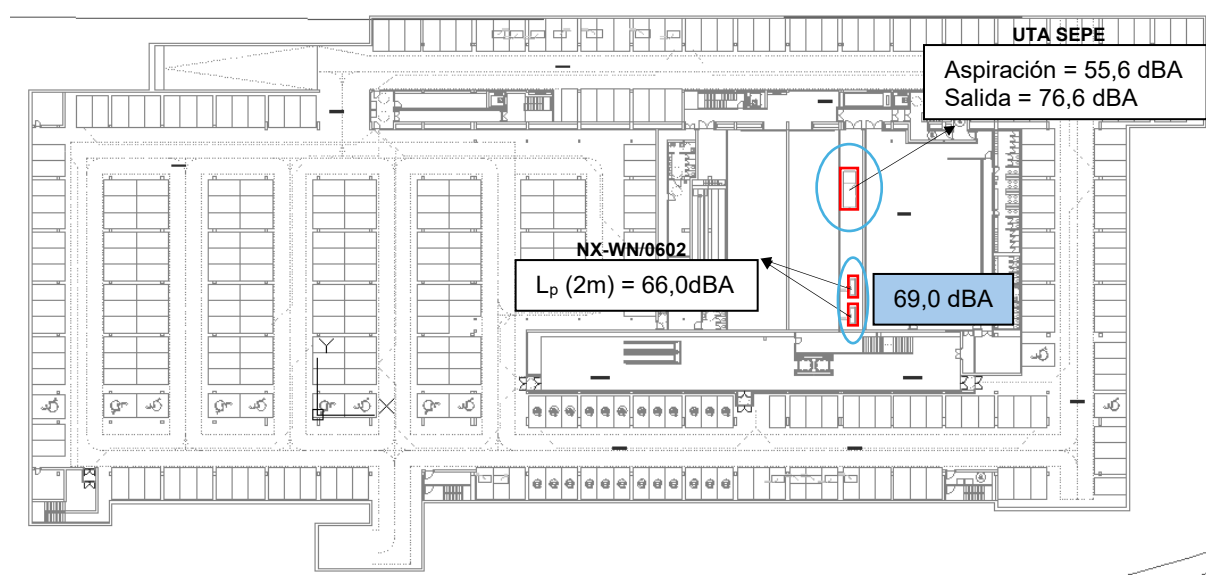 UTA SEPE
Aspiración = 55,6 dBA
Salida = 76,6 dBA
NX-WN/0602
Lp (2m) = 66,0dBA
69,0 dBA
Y
X